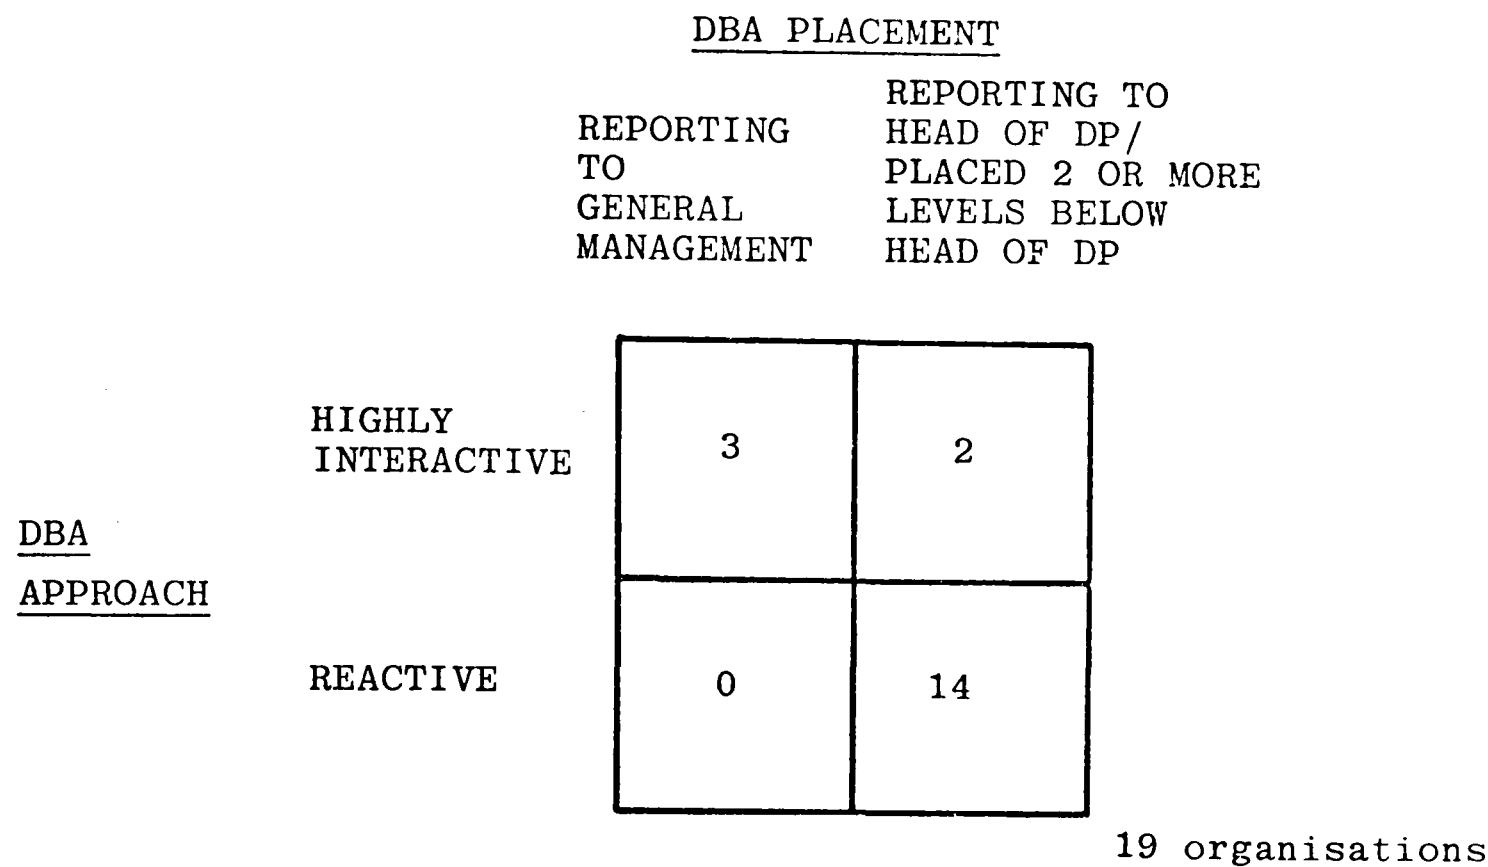 DBA PLACEMENT
REPORTING
TO
GENERAL
MANAGEMENT
REPORTING TO
HEAD OF DP/
PLACED 2 OR MORE
LEVELS BELOW
HEAD OF DP
DBA
APPROACH
HIGHLY
INTERACTIVE
3
2
REACTIVE
0
14
19 organisations